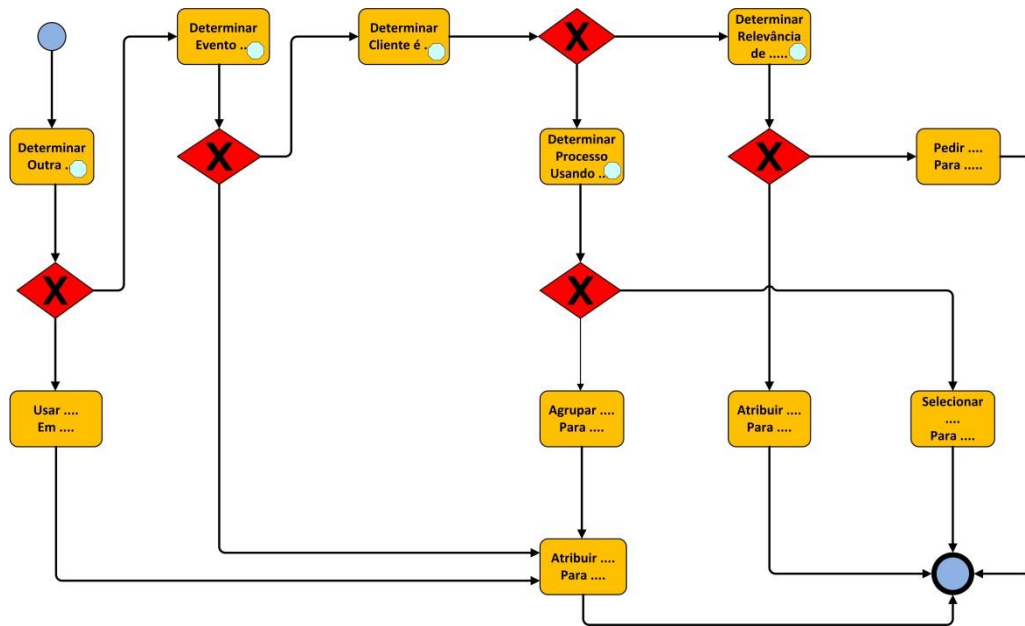 Determinar
Evento ..
Determinar
Cliente é .
X
Determinar
Relevância
de .....
Determinar
Outra .
X
Determinar
Processo
Usando ..
X
Pedir ....
Para .....
X
X
Usar ....
Em ....
Agrupar ....
Para ....
Atribuir ....
Para ....
Selecionar
....
Para ....
Atribuir ....
Para ....